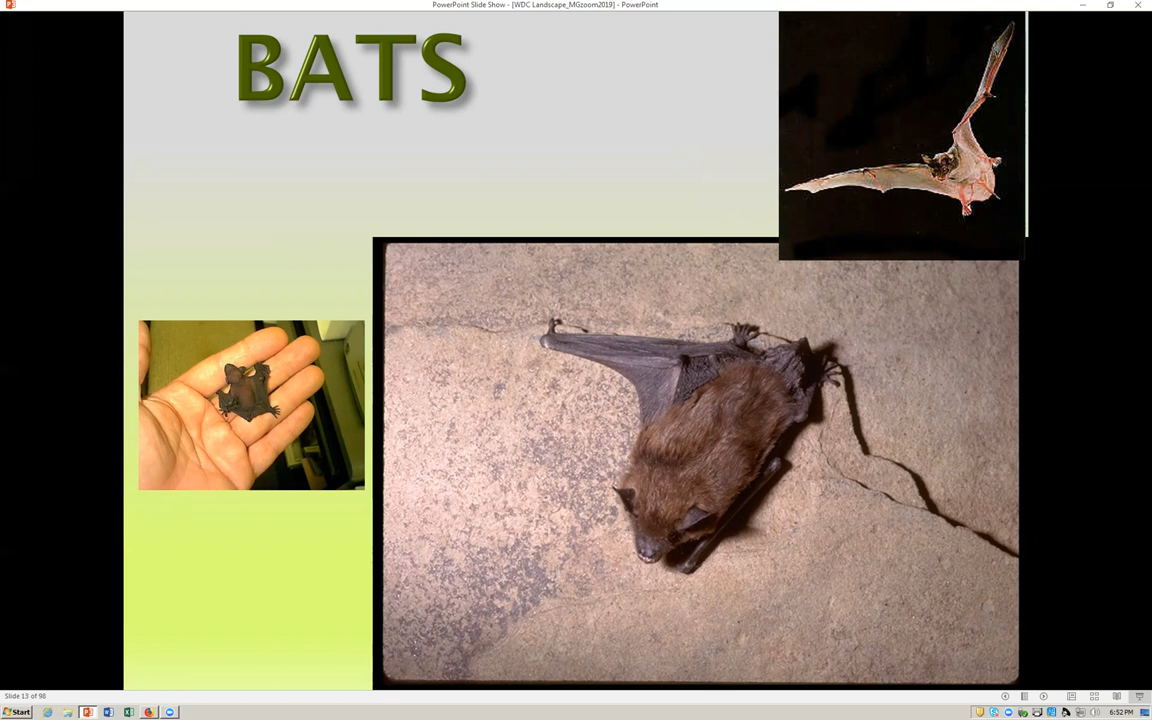 PowerPoint Slide Show - [WDC Landscape_MGzoom2019] - PowerPoint
BATS
Slide 13 of 98
Start
6:52 PM